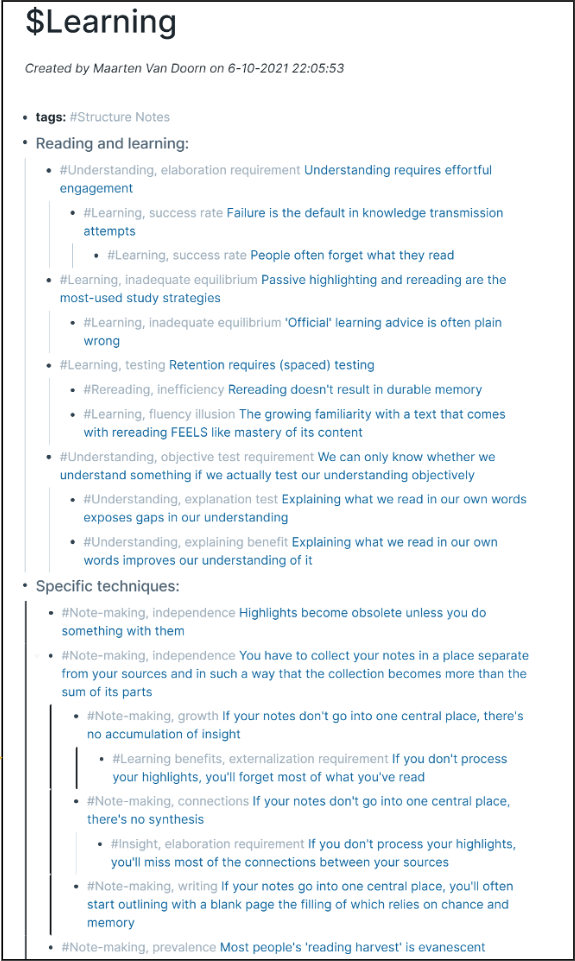 $Learning
Created by Maarten Van Doorn on 6-10-2021 22:05:53
• tags: #Structure Notes
• Reading and learning:
• #Understanding, elaboration requirement Understanding requires effortful
engagement
• #Learning, success rate Failure is the default in knowledge transmission
attempts
• #Learning, success rate People often forget what they read
• #Learning, inadequate equilibrium Passive highlighting and rereading are the
most-used study strategies
• #Learning, inadequate equilibrium 'Official' learning advice is often plain
wrong
• #Learning, testing Retention requires (spaced) testing
• #Rereading, inefficiency Rereading doesn't result in durable memory
• #Learning, fluency illusion The growing familiarity with a text that comes
with rereading FEELS like mastery of its content
• #Understanding, objective test requirement We can only know whether we
understand something if we actually test our understanding objectively
• #Understanding, explanation test Explaining what we read in our own words
exposes gaps in our understanding
• #Understanding, explaining benefit Explaining what we read in our own
words improves our understanding of it
• Specific techniques:
• #Note-making, independence Highlights become obsolete unless you do
something with them
• #Note-making, independence You have to collect your notes in a place separate
from your sources and in such a way that the collection becomes more than the
sum of its parts
• #Note-making, growth If your notes don't go into one central place, there's
no accumulation of insight
• #Learning benefits, externalization requirement If you don't process
your highlights, you'll forget most of what you've read
• #Note-making, connections If your notes don't go into one central place,
there's no synthesis
• #Insight, elaboration requirement If you don't process your highlights,
you'll miss most of the connections between your sources
• #Note-making, writing If your notes go into one central place, you'll often
start outlining with a blank page the filling of which relies on chance and
memory
• #Note-making, prevalence Most people's 'reading harvest' is evanescent